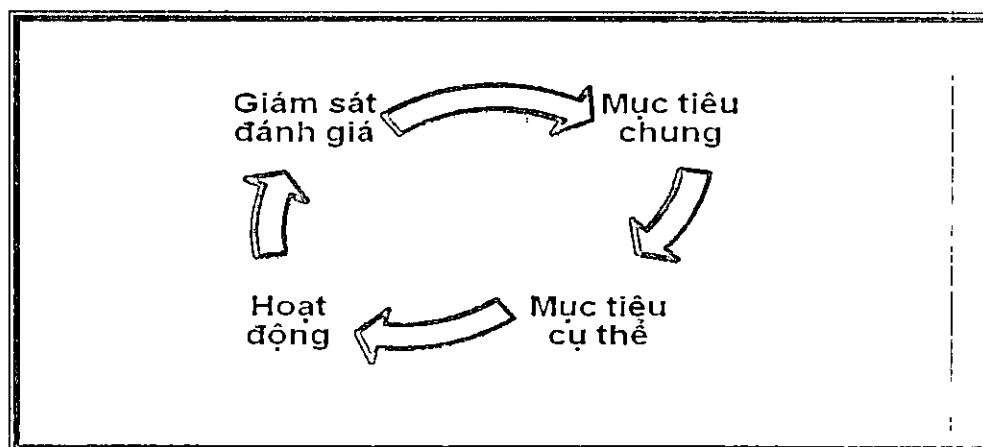 Giám sát
đánh giá
Mục tiêu
chung
Hoạt
động
Mục tiêu
cụ thể